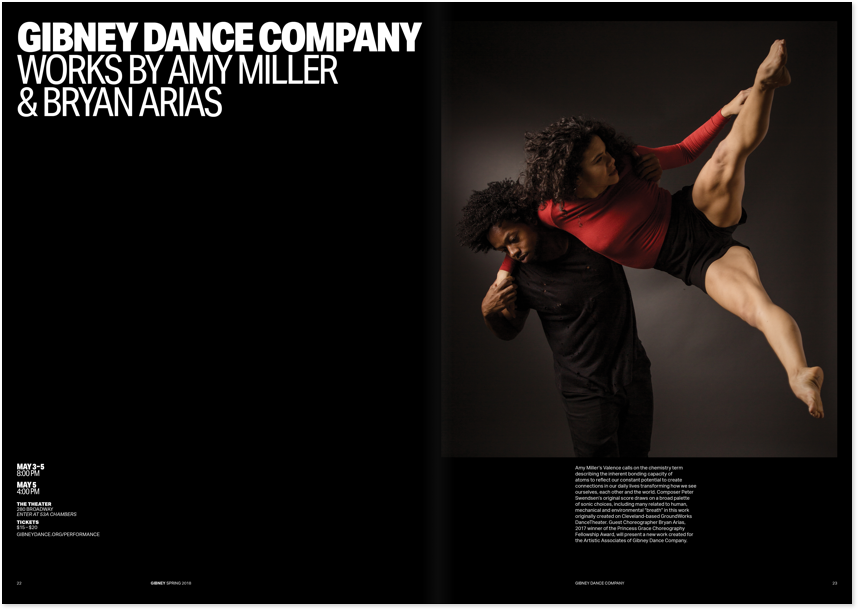 GIBNEY DANCE COMPANY
WORKS BY AMY MILLER
& BRYAN ARIAS
MAY 3–5
8:00 PM
MAY 5
4:00 PM
THE THEATER
280 BROADWAY
ENTER AT 53A CHAMBERS
TICKETS
$15 – $20
GIBNEYDANCE.ORG/PERFORMANCE
22
GIBNEY SPRING 2018
Amy Miller's Valence calls on the chemistry term
describing the inherent bonding capacity of
atoms to reflect our constant potential to create
connections in our daily lives transforming how we see
ourselves, each other and the world. Composer Peter
Swendsen's original score draws on a broad palette
of sonic choices, including many related to human,
mechanical and environmental "breath" in this work
originally created on Cleveland-based GroundWorks
DanceTheater. Guest Choreographer Bryan Arias,
2017 winner of the Princess Grace Choreography
Fellowship Award, will present a new work created for
the Artistic Associates of Gibney Dance Company.
GIBNEY DANCE COMPANY
23